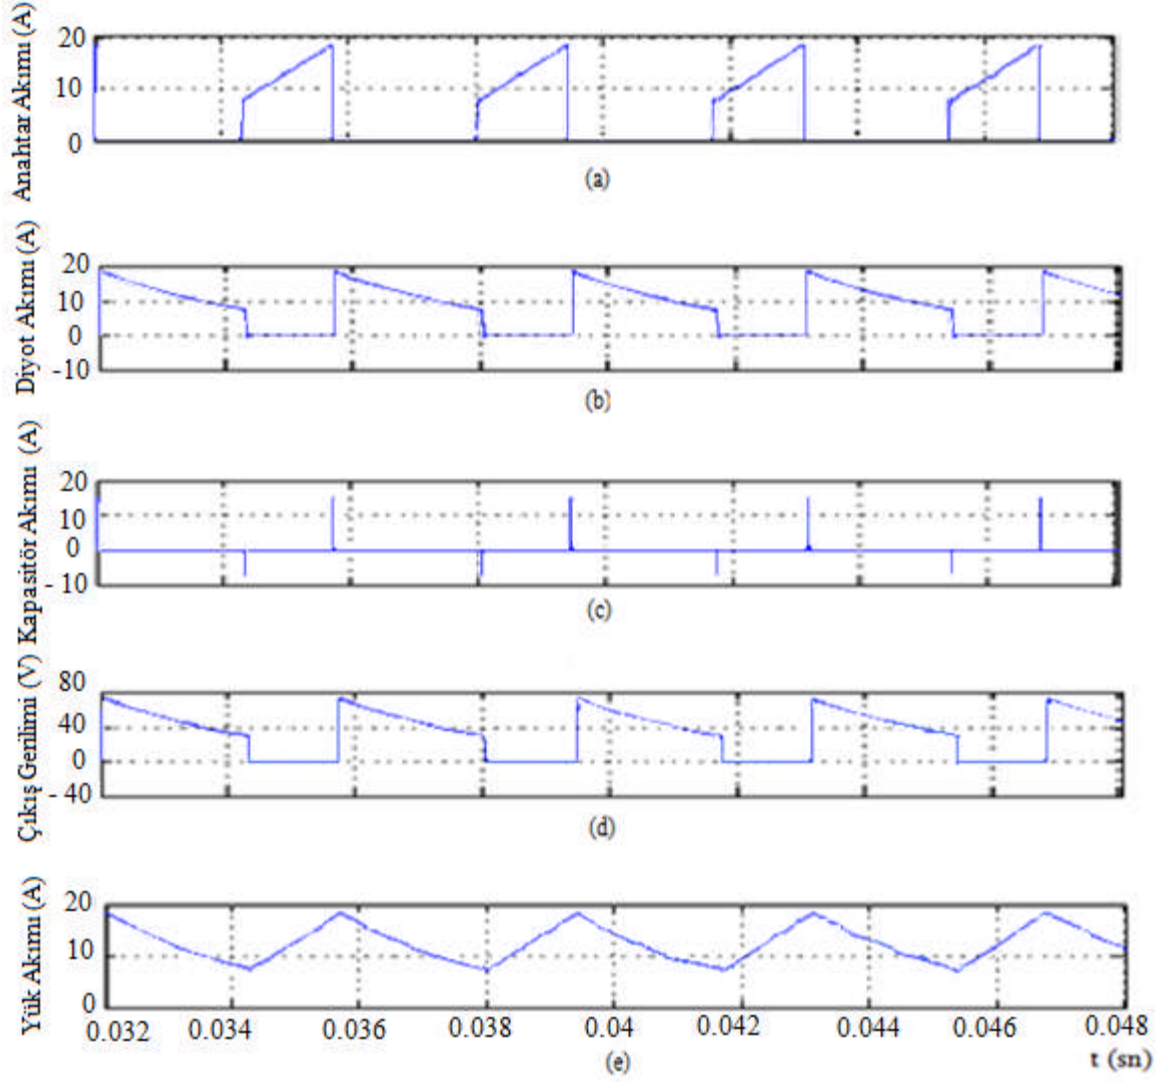 Anahtar Akımı (A)
20
10
0
(a)
Diyot Akımı (A)
20
10
0
-10
(b)
Kapasitör Akımı (A)
20
10
0
- 10
(c)
Çıkış Gerilimi (V)
80
40
0
- 40
(d)
Yük Akımı (A)
20
10
0
0.032 0.034 0.036 0.038 0.04 0.042 0.044 0.046 0.048
(e)
t (sn)